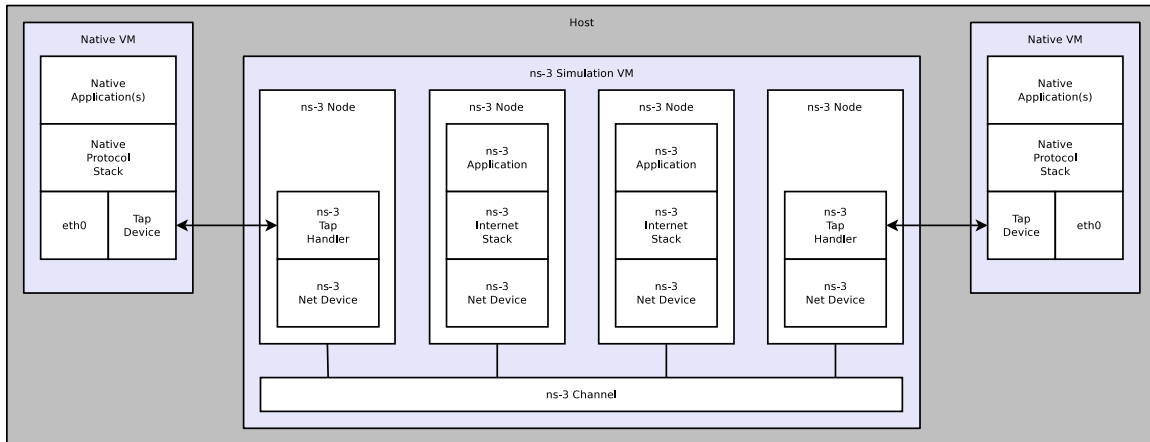 Host
Native VM
Native
Application(s)
Native
Protocol
Stack
eth0
Tap
Device
ns-3 Simulation VM
ns-3 Node
ns-3
Tap
Handler
ns-3
Net Device
ns-3 Node
ns-3
Application
ns-3
Internet
Stack
ns-3
Net Device
ns-3 Node
ns-3
Application
ns-3
Internet
Stack
ns-3
Net Device
ns-3 Node
ns-3
Tap
Handler
ns-3
Net Device
ns-3 Channel
Native VM
Native
Application(s)
Native
Protocol
Stack
Tap
Device
eth0